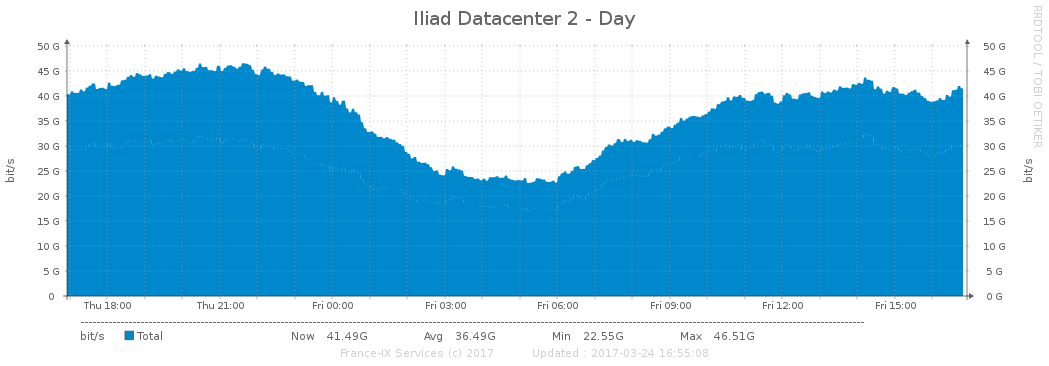 Iliad Datacenter 2 - Day
RRDTOOL / TOBI OETIKER
50 G 50 G
45 G 45 G
40 G 40 G
35 G 35 G
30 G 30 G
25 G 25 G
20 G 20 G
15 G 15 G
10 G 10 G
5 G 5 G
0 0 G
bit/s bit/s
Thu 18:00 Thu 21:00 Fri 00:00 Fri 03:00 Fri 06:00 Fri 09:00 Fri 12:00 Fri 15:00
bit/s Total Now 41.49G Avg 36.49G Min 22.55G Max 46.51G
France-IX Services (c) 2017 Updated : 2017-03-24 16:55:08